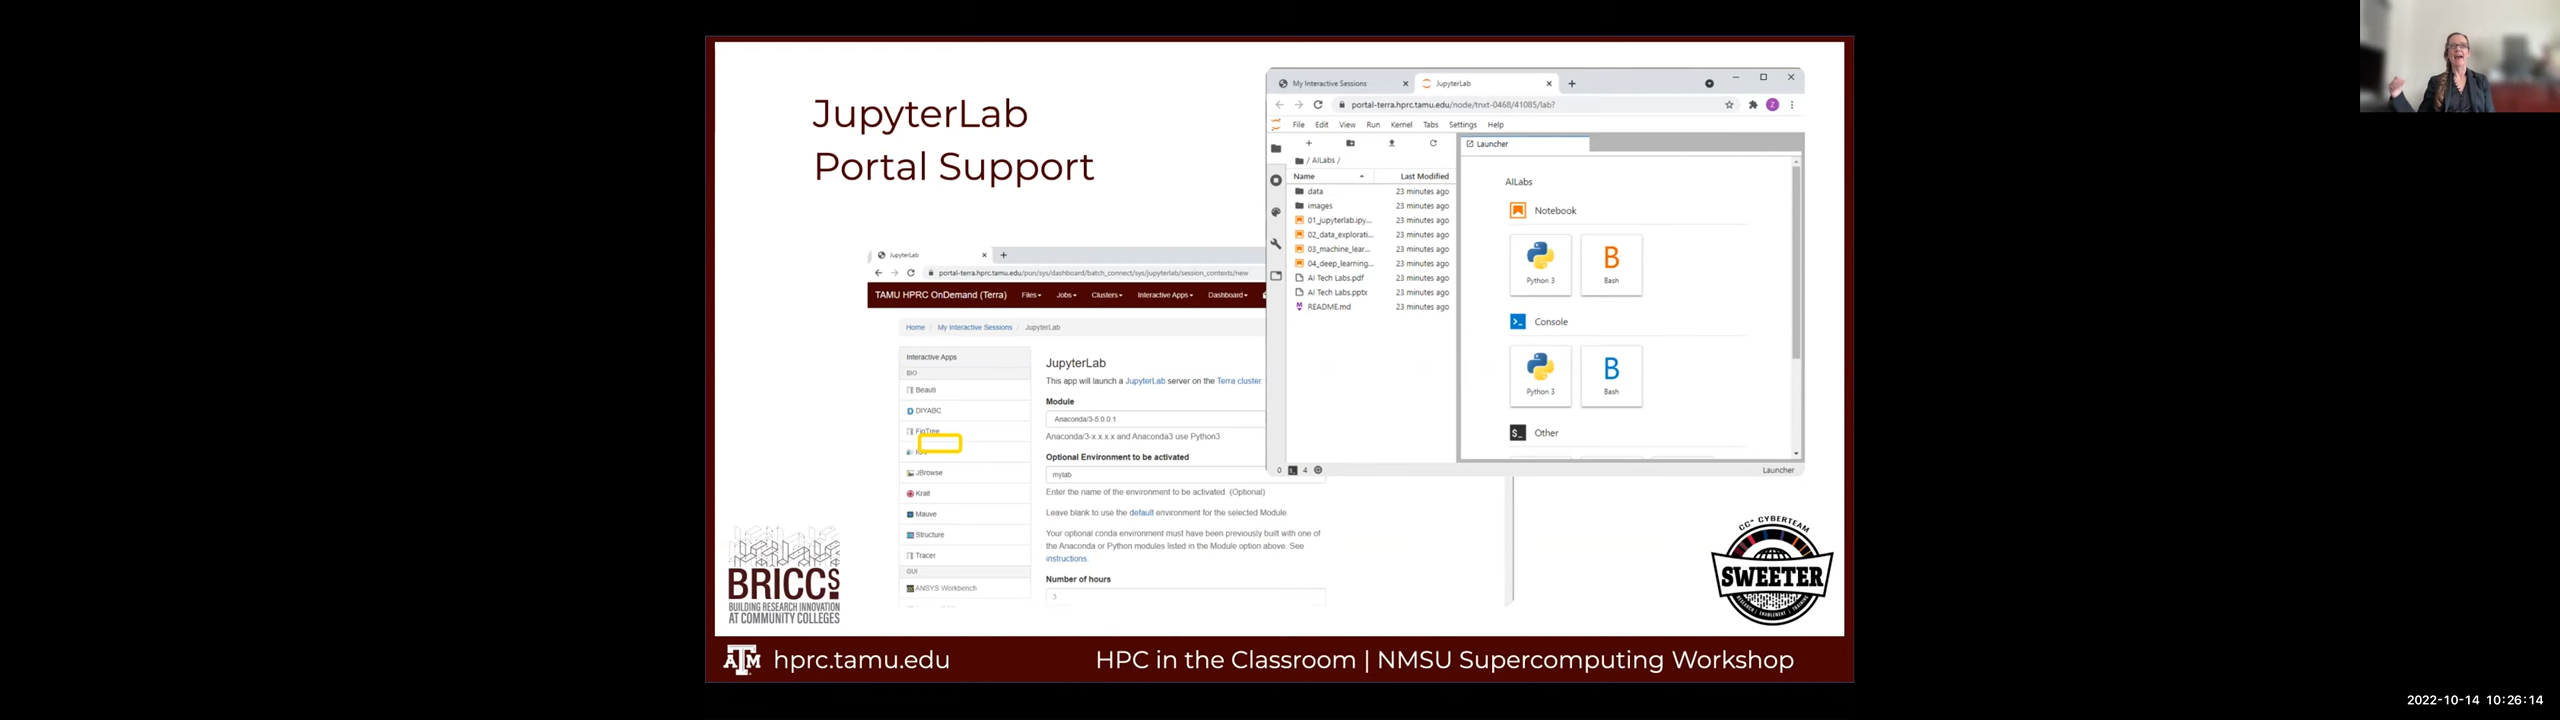 JupyterLab
Portal Support
My Interactive Sessions
JupyterLab
portal-terra.hprc.tamu.edu/node/tnxt-0468/41085/lab?
Z
File Edit View Run Kernel Tabs Settings Help
/ AILabs /
Name Last Modified
data 23 minutes ago
images 23 minutes ago
01_jupyterlab.ipy... 23 minutes ago
02_data_explorati... 23 minutes ago
03_machine_lear... 23 minutes ago
04_deep_learning... 23 minutes ago
AI Tech Labs.pdf 23 minutes ago
AI Tech Labs.pptx 23 minutes ago
README.md 23 minutes ago
Launcher
AILabs
Notebook
Python 3
B
Bash
Console
Python 3
B
Bash
$_ Other
0 $_ 4 Launcher
JupyterLab
portal-terra.hprc.tamu.edu/pun/sys/dashboard/batch_connect/sys/jupyterlab/session_contexts/new
TAMU HPRC OnDemand (Terra) Files Jobs Clusters Interactive Apps Dashboard
Home / My Interactive Sessions / JupyterLab
Interactive Apps
BIO
Beauti
DIYABC
FigTree
JBrowse
Krait
Mauve
Structure
Tracer
GUI
ANSYS Workbench
JupyterLab
This app will launch a JupyterLab server on the Terra cluster.
Module
Anaconda/3-5.0.0.1
Anaconda/3-x.x.x.x and Anaconda3 use Python3
Optional Environment to be activated
mylab
Enter the name of the environment to be activated. (Optional)
Leave blank to use the default environment for the selected Module.
Your optional conda environment must have been previously built with one
of the Anaconda or Python modules listed in the Module option above. See
instructions.
Number of hours
3
BRICCs
BUILDING RESEARCH INNOVATION
AT COMMUNITY COLLEGES
CC* CYBERTEAM
SWEETER
RESEARCH | ENABLEMENT | TRAINING
ATM hprc.tamu.edu
HPC in the Classroom | NMSU Supercomputing Workshop
2022-10-14 10:26:14